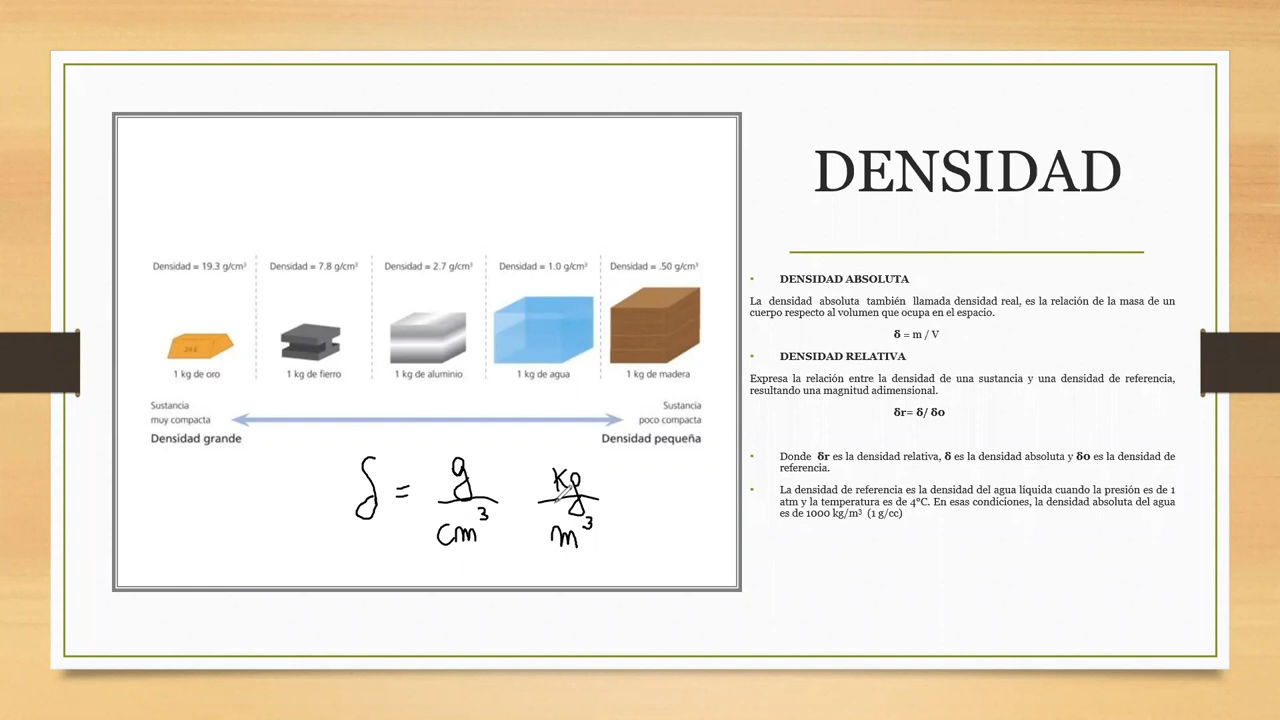 DENSIDAD
Densidad = 19.3 g/cm³
Densidad = 7.8 g/cm³
Densidad = 2.7 g/cm³
Densidad = 1.0 g/cm³
Densidad = .50 g/cm³
24 K
1 kg de oro
1 kg de fierro
1 kg de aluminio
1 kg de agua
1 kg de madera
Sustancia
muy compacta
Densidad grande
Sustancia
poco compacta
Densidad pequeña
δ = g/cm³ Kg/m³
• DENSIDAD ABSOLUTA
La densidad absoluta también llamada densidad real, es la relación de la masa de un
cuerpo respecto al volumen que ocupa en el espacio.
δ = m / V
• DENSIDAD RELATIVA
Expresa la relación entre la densidad de una sustancia y una densidad de referencia,
resultando una magnitud adimensional.
δr= δ/ δo
• Donde δr es la densidad relativa, δ es la densidad absoluta y δo es la densidad de
referencia.
• La densidad de referencia es la densidad del agua líquida cuando la presión es de 1
atm y la temperatura es de 4°C. En esas condiciones, la densidad absoluta del agua
es de 1000 kg/m³ (1 g/cc)